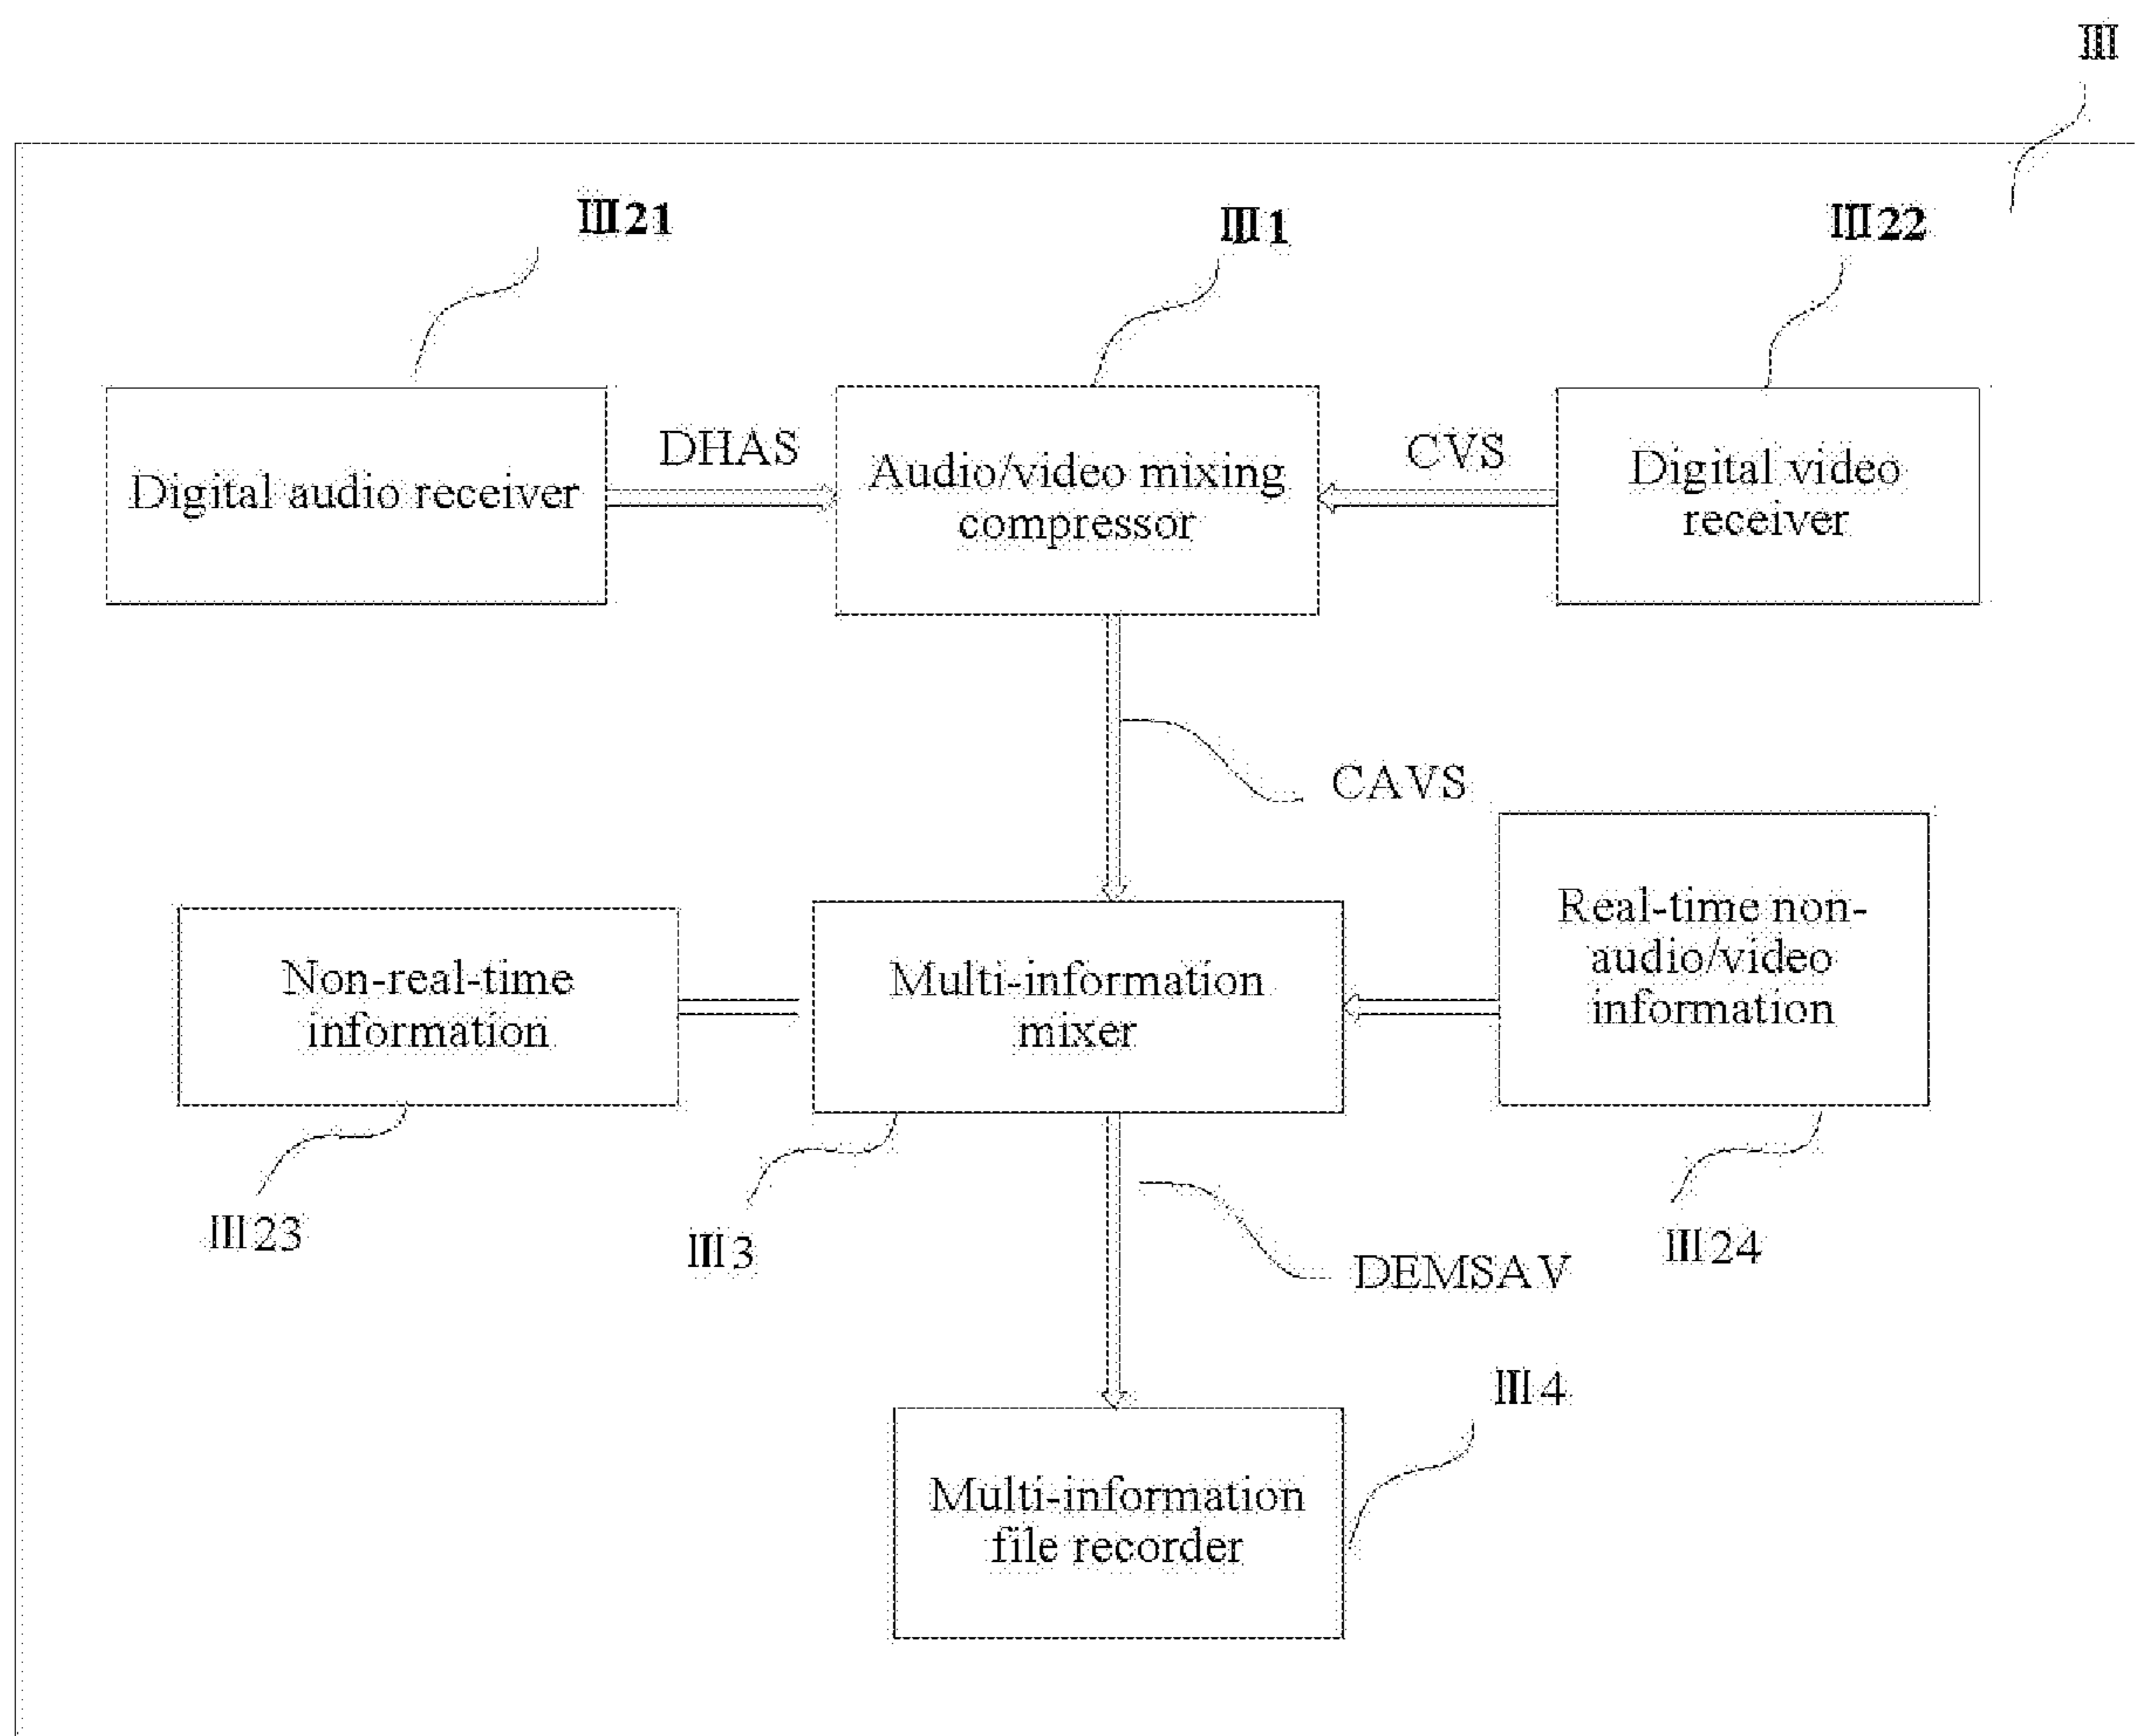 Ⅲ
Ⅲ21
Ⅲ1
Ⅲ22
Digital audio receiver
DHAS
Audio/video mixing
compressor
CVS
Digital video
receiver
CAVS
Non-real-time
information
Multi-information
mixer
Real-time non-
audio/video
information
Ⅲ23
Ⅲ3
Ⅲ24
DEMSAV
Ⅲ4
Multi-information
file recorder